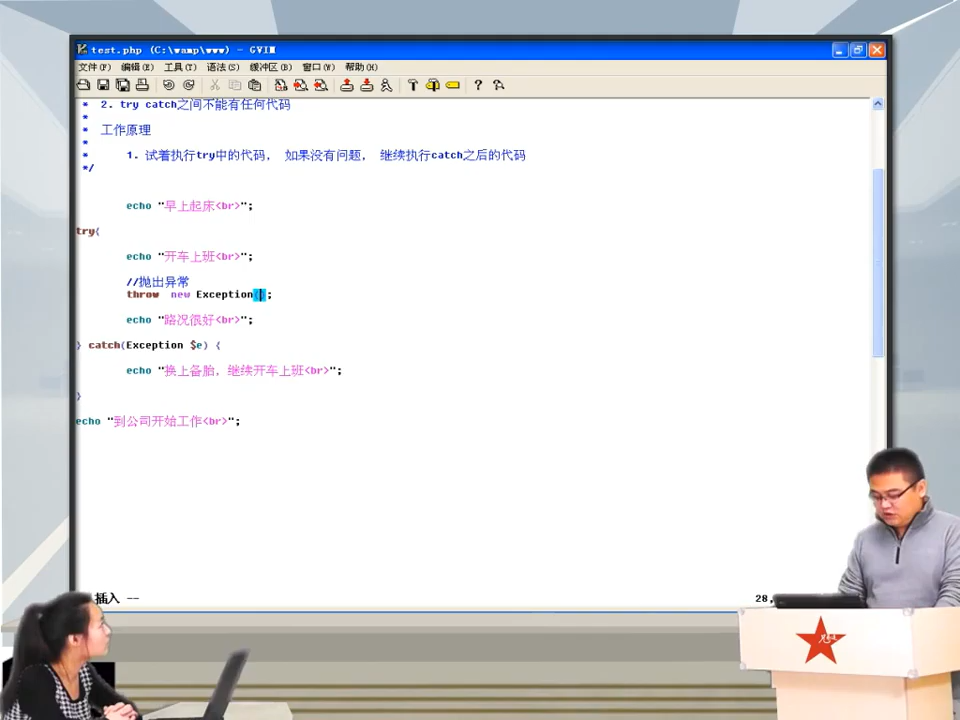 test.php (C:\wamp\www) - GVIM
文件(F) 编辑(E) 工具(T) 语法(S) 缓冲区(B) 窗口(W) 帮助(H)
* 2. try catch之间不能有任何代码
*
* 工作原理
*
* 1. 试着执行try中的代码， 如果没有问题， 继续执行catch之后的代码
*/
echo "早上起床<br>";
try{
echo "开车上班<br>";
//抛出异常
throw new Exception();
echo "路况很好<br>";
} catch(Exception $e) {
echo "换上备胎，继续开车上班<br>";
}
echo "到公司开始工作<br>";
插入 --
28,